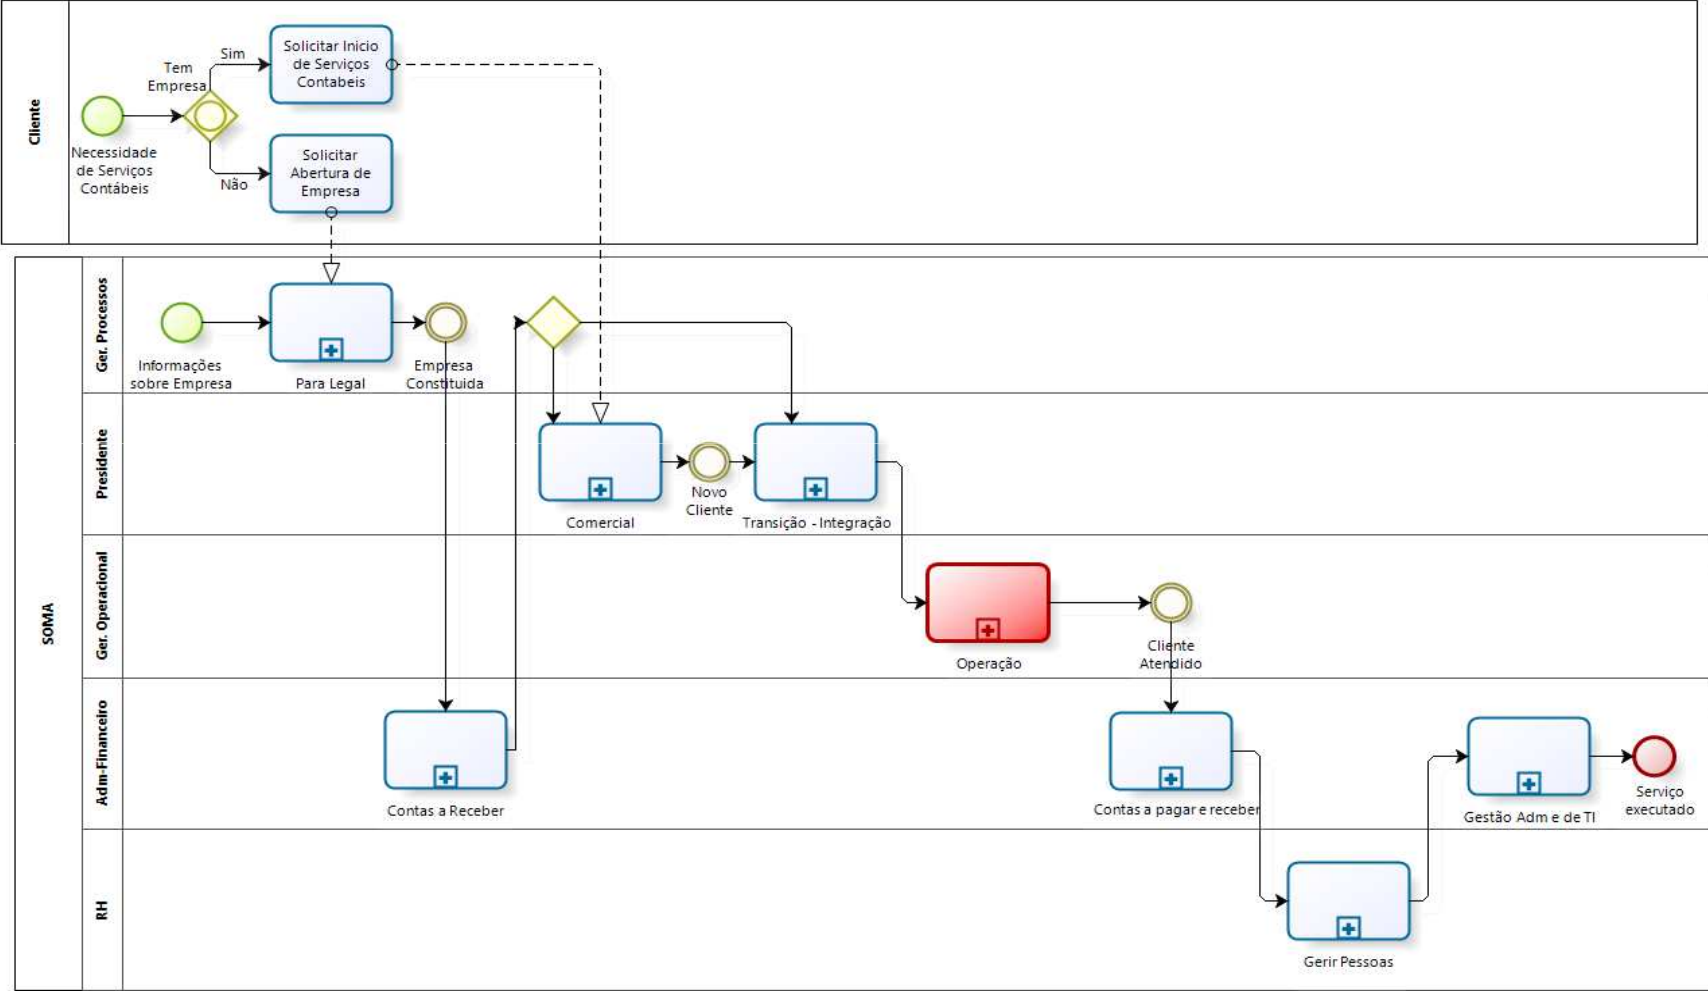 Cliente
Necessidade
de Serviços
Contábeis
Tem
Empresa
Sim
Não
Solicitar Inicio
de Serviços
Contabeis
Solicitar
Abertura de
Empresa
SOMA
Ger. Processos
Informações
sobre Empresa
Para Legal
Empresa
Constituida
Presidente
Comercial
Novo
Cliente
Transição - Integração
Ger. Operacional
Operação
Cliente
Atendido
Adm-Financeiro
Contas a Receber
Contas a pagar e receber
Gestão Adm e de TI
Serviço
executado
RH
Gerir Pessoas